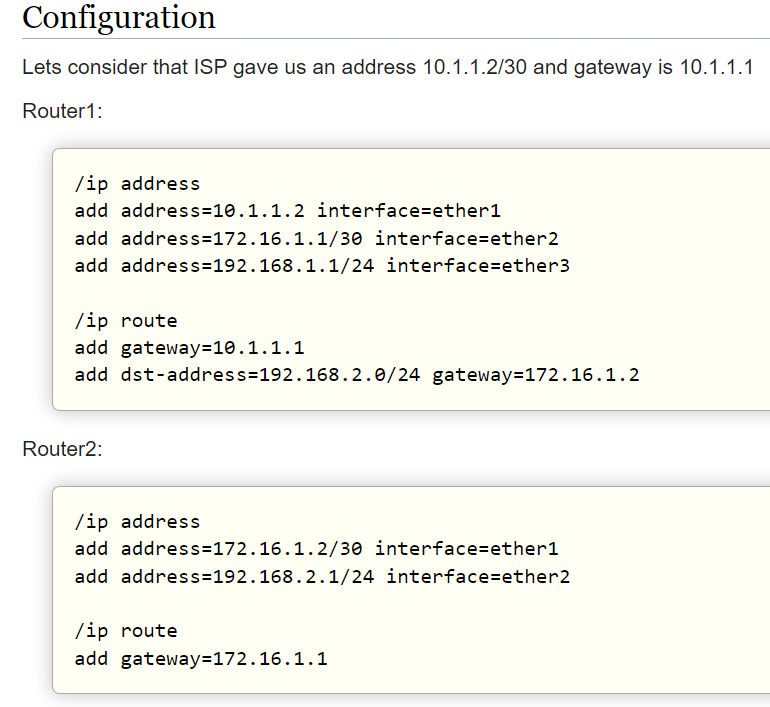 Configuration
Lets consider that ISP gave us an address 10.1.1.2/30 and gateway is 10.1.1.1
Router1:
/ip address
add address=10.1.1.2 interface=ether1
add address=172.16.1.1/30 interface=ether2
add address=192.168.1.1/24 interface=ether3
/ip route
add gateway=10.1.1.1
add dst-address=192.168.2.0/24 gateway=172.16.1.2
Router2:
/ip address
add address=172.16.1.2/30 interface=ether1
add address=192.168.2.1/24 interface=ether2
/ip route
add gateway=172.16.1.1